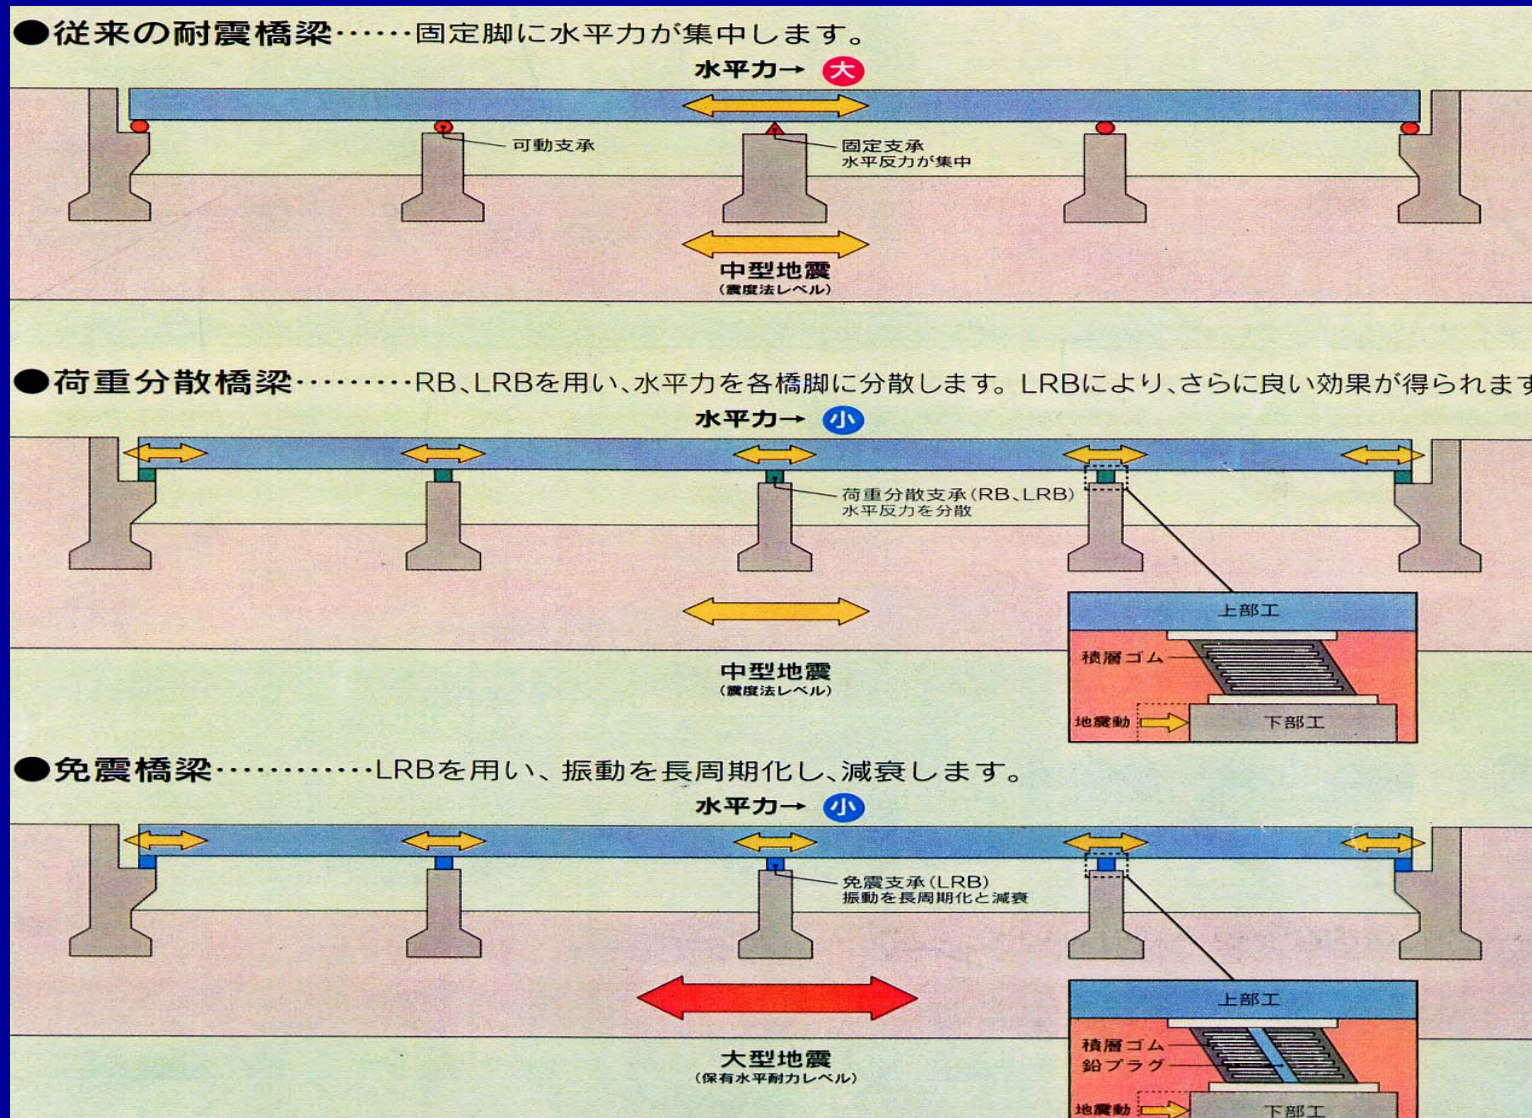 ●従来の耐震橋梁……固定脚に水平力が集中します。
水平力→ 大
可動支承
固定支承
水平反力が集中
中型地震
(震度法レベル)
●荷重分散橋梁………RB、LRBを用い、水平力を各橋脚に分散します。LRBにより、さらに良い効果が得られます
水平力→ 小
荷重分散支承(RB、LRB)
水平反力を分散
上部工
積層ゴム
地震動
下部工
中型地震
(震度法レベル)
●免震橋梁…………LRBを用い、振動を長周期化し、減衰します。
水平力→ 小
免震支承(LRB)
振動を長周期化と減衰
上部工
積層ゴム
鉛プラグ
地震動
下部工
大型地震
(保有水平耐力レベル)